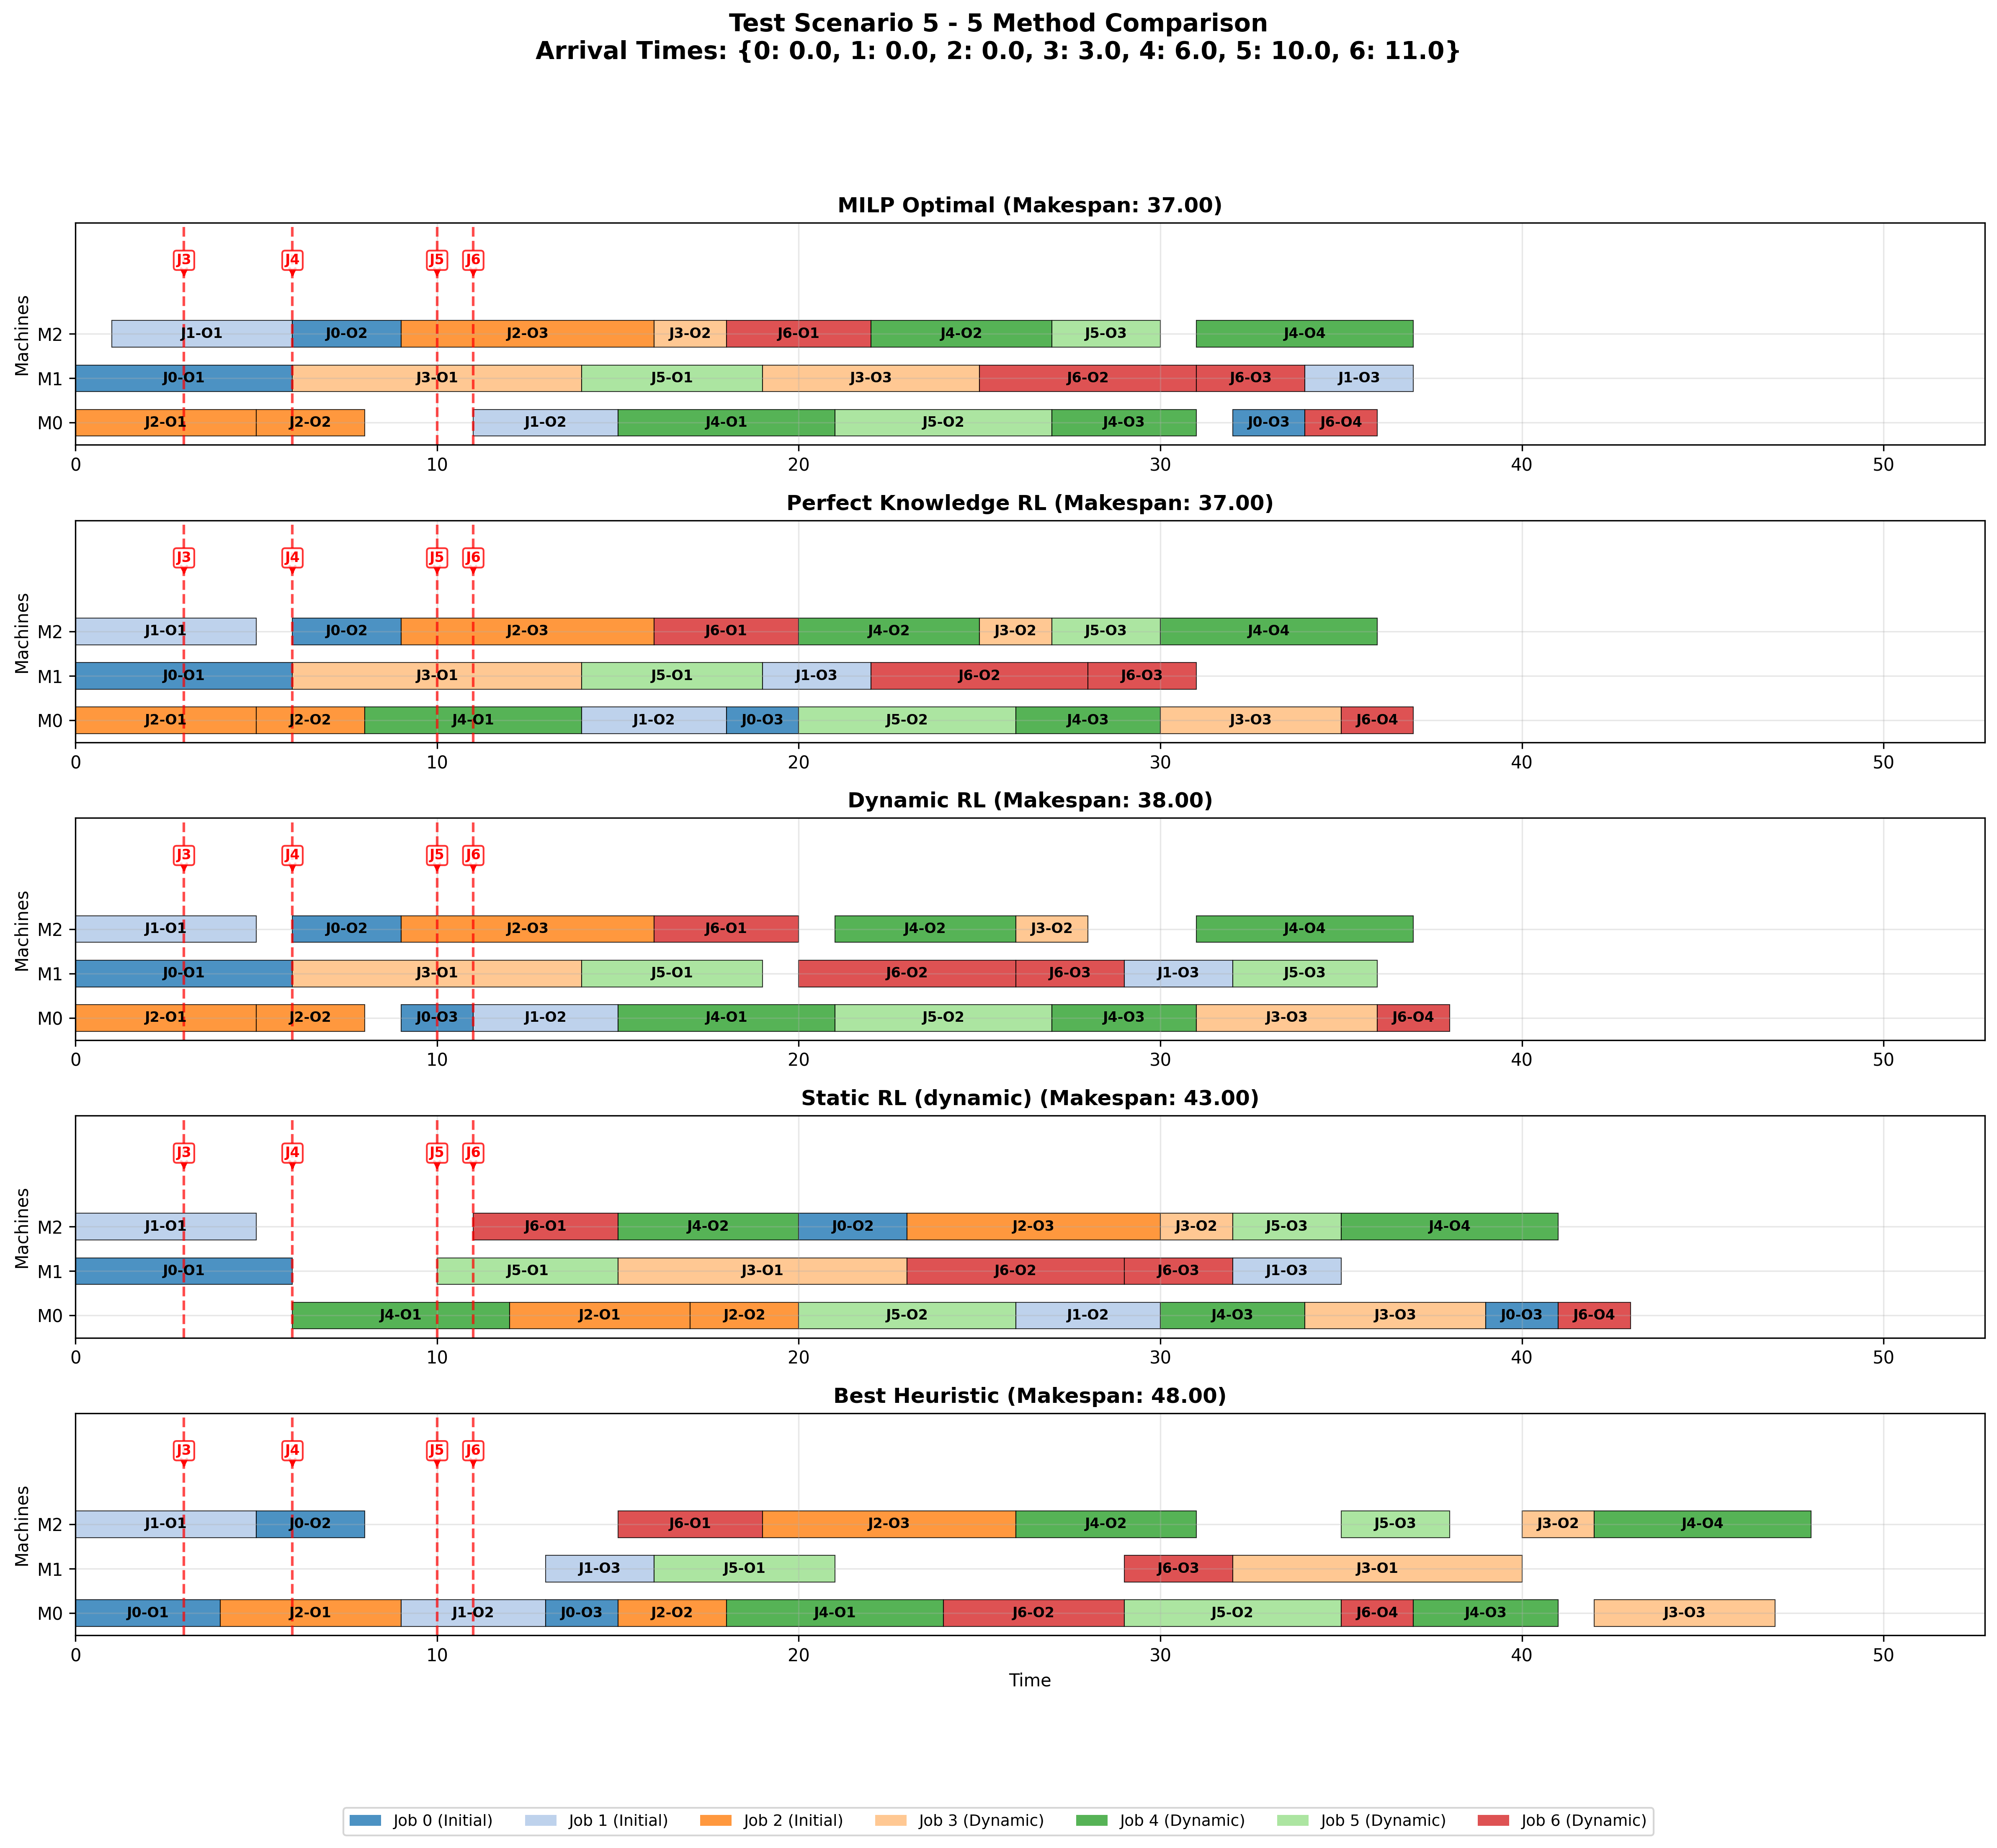 Test Scenario 5 - 5 Method Comparison
Arrival Times: {0: 0.0, 1: 0.0, 2: 0.0, 3: 3.0, 4: 6.0, 5: 10.0, 6: 11.0}
MILP Optimal (Makespan: 37.00)
J3 J4 J5 J6
Machines
M2 J1-O1 J0-O2 J2-O3 J3-O2 J6-O1 J4-O2 J5-O3 J4-O4
M1 J0-O1 J3-O1 J5-O1 J3-O3 J6-O2 J6-O3 J1-O3
M0 J2-O1 J2-O2 J1-O2 J4-O1 J5-O2 J4-O3 J0-O3 J6-O4
0 10 20 30 40 50
Perfect Knowledge RL (Makespan: 37.00)
J3 J4 J5 J6
Machines
M2 J1-O1 J0-O2 J2-O3 J6-O1 J4-O2 J3-O2 J5-O3 J4-O4
M1 J0-O1 J3-O1 J5-O1 J1-O3 J6-O2 J6-O3
M0 J2-O1 J2-O2 J4-O1 J1-O2 J0-O3 J5-O2 J4-O3 J3-O3 J6-O4
0 10 20 30 40 50
Dynamic RL (Makespan: 38.00)
J3 J4 J5 J6
Machines
M2 J1-O1 J0-O2 J2-O3 J6-O1 J4-O2 J3-O2 J4-O4
M1 J0-O1 J3-O1 J5-O1 J6-O2 J6-O3 J1-O3 J5-O3
M0 J2-O1 J2-O2 J0-O3 J1-O2 J4-O1 J5-O2 J4-O3 J3-O3 J6-O4
0 10 20 30 40 50
Static RL (dynamic) (Makespan: 43.00)
J3 J4 J5 J6
Machines
M2 J1-O1 J6-O1 J4-O2 J0-O2 J2-O3 J3-O2 J5-O3 J4-O4
M1 J0-O1 J5-O1 J3-O1 J6-O2 J6-O3 J1-O3
M0 J4-O1 J2-O1 J2-O2 J5-O2 J1-O2 J4-O3 J3-O3 J0-O3 J6-O4
0 10 20 30 40 50
Best Heuristic (Makespan: 48.00)
J3 J4 J5 J6
Machines
M2 J1-O1 J0-O2 J6-O1 J2-O3 J4-O2 J5-O3 J3-O2 J4-O4
M1 J1-O3 J5-O1 J6-O3 J3-O1
M0 J0-O1 J2-O1 J1-O2 J0-O3 J2-O2 J4-O1 J6-O2 J5-O2 J6-O4 J4-O3 J3-O3
0 10 20 30 40 50
Time
Job 0 (Initial) Job 1 (Initial) Job 2 (Initial) Job 3 (Dynamic) Job 4 (Dynamic) Job 5 (Dynamic) Job 6 (Dynamic)